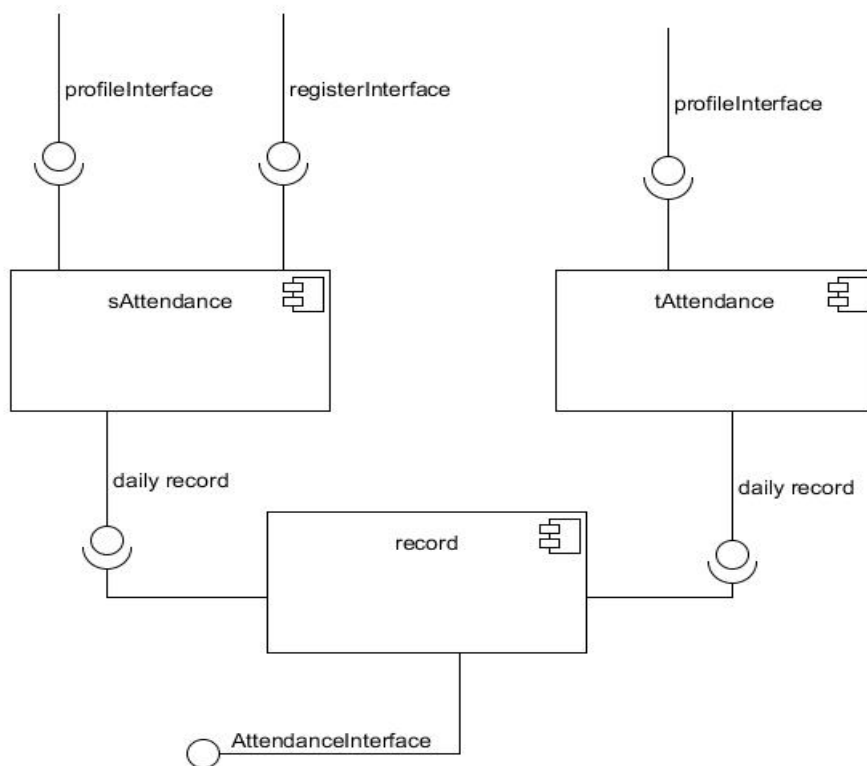 profileInterface
registerInterface
profileInterface
sAttendance
tAttendance
daily record
daily record
record
AttendanceInterface